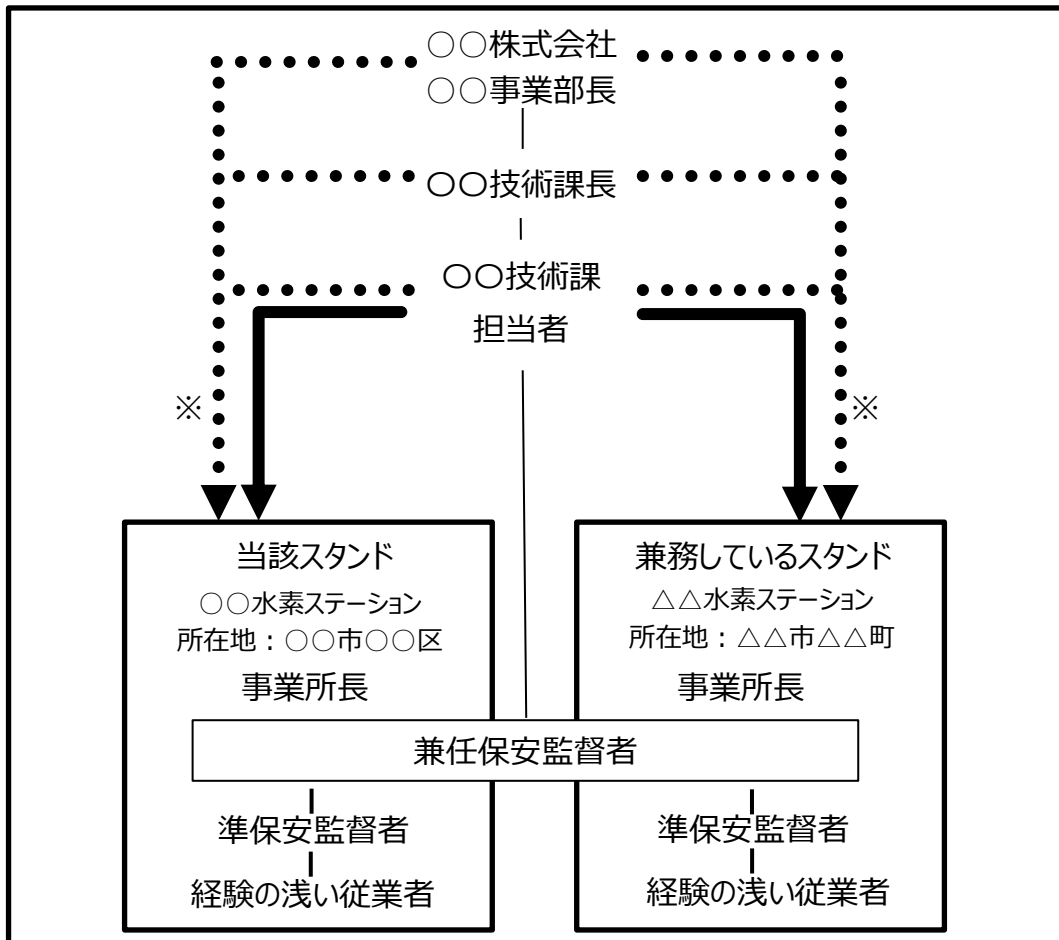 ○○株式会社
○○事業部長
○○技術課長
○○技術課
担当者
※
※
当該スタンド
○○水素ステーション
所在地：○○市○○区
事業所長
兼務しているスタンド
△△水素ステーション
所在地：△△市△△町
事業所長
兼任保安監督者
準保安監督者
経験の浅い従業者
準保安監督者
経験の浅い従業者